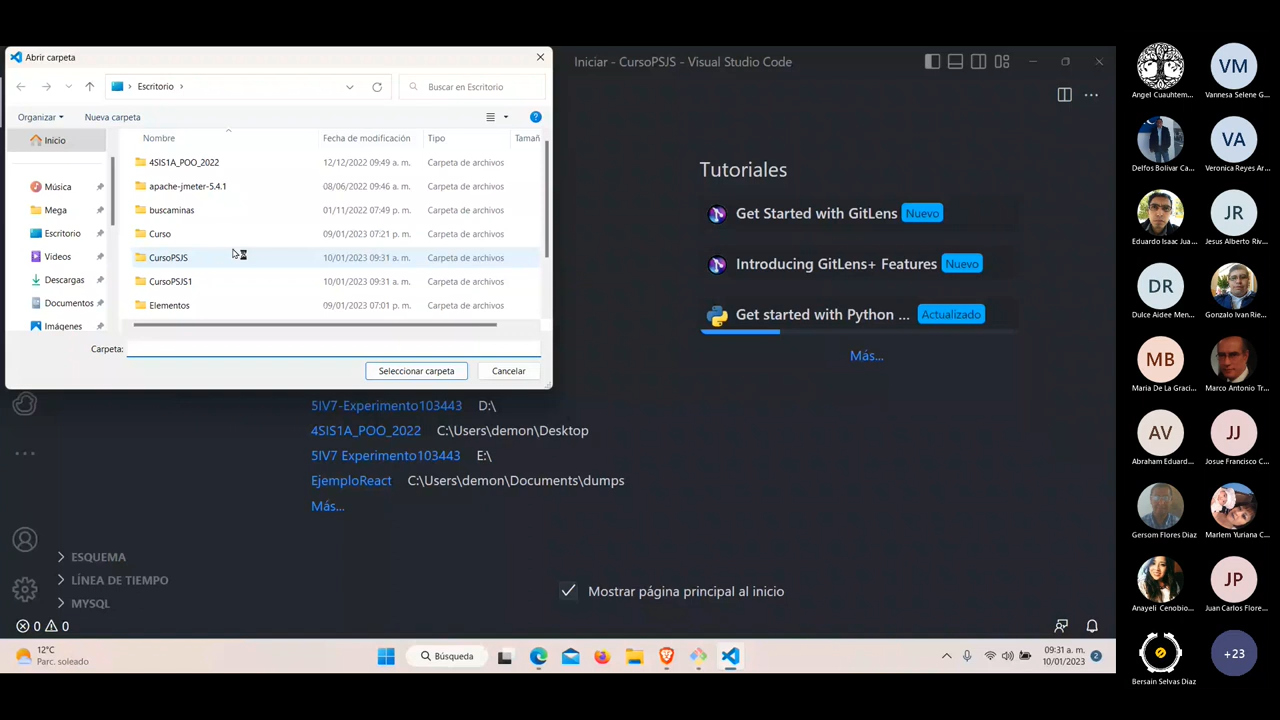 Abrir carpeta
Escritorio
Buscar en Escritorio
Organizar
Nueva carpeta
Inicio
Música
Mega
Escritorio
Videos
Descargas
Documentos
Imágenes
Nombre Fecha de modificación Tipo Tamañ
4SIS1A_POO_2022 12/12/2022 09:49 a. m. Carpeta de archivos
apache-jmeter-5.4.1 08/06/2022 09:46 a. m. Carpeta de archivos
buscaminas 01/11/2022 07:49 p. m. Carpeta de archivos
Curso 09/01/2023 07:21 p. m. Carpeta de archivos
CursoPSJS 10/01/2023 09:31 a. m. Carpeta de archivos
CursoPSJS1 10/01/2023 09:31 a. m. Carpeta de archivos
Elementos 09/01/2023 07:01 p. m. Carpeta de archivos
Carpeta:
Seleccionar carpeta
Cancelar
Iniciar - CursoPSJS - Visual Studio Code
Tutoriales
Get Started with GitLens Nuevo
Introducing GitLens+ Features Nuevo
Get started with Python ... Actualizado
Más...
5IV7-Experimento103443 D:\
4SIS1A_POO_2022 C:\Users\demon\Desktop
5IV7 Experimento103443 E:\
EjemploReact C:\Users\demon\Documents\dumps
Más...
ESQUEMA
LÍNEA DE TIEMPO
MYSQL
Mostrar página principal al inicio
0 0
12°C
Parc. soleado
Búsqueda
09:31 a. m.
10/01/2023
2
Angel Cuauhtem...
VM
Vannesa Selene G...
Delfos Bolivar Ca...
VA
Veronica Reyes Ar...
Eduardo Isaac Jua...
JR
Jesus Alberto Riv...
DR
Dulce Aidee Men...
Gonzalo Ivan Rie...
MB
Maria De La Graci...
Marco Antonio Tr...
AV
Abraham Eduard...
JJ
Josue Francisco C...
Gersom Flores Diaz
Marlem Yuriana C...
Anayeli Cenobio...
JP
Juan Carlos Flore...
Bersain Selvas Diaz
+23